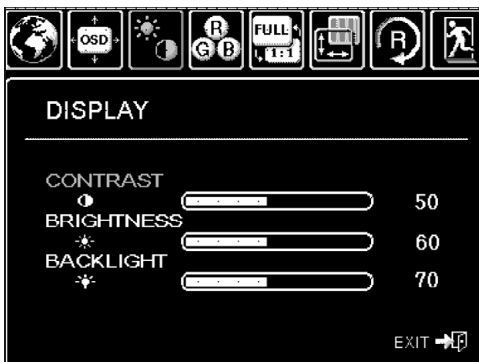 OSD
R
G B
FULL
1:1
R
DISPLAY
CONTRAST
50
BRIGHTNESS
60
BACKLIGHT
70
EXIT